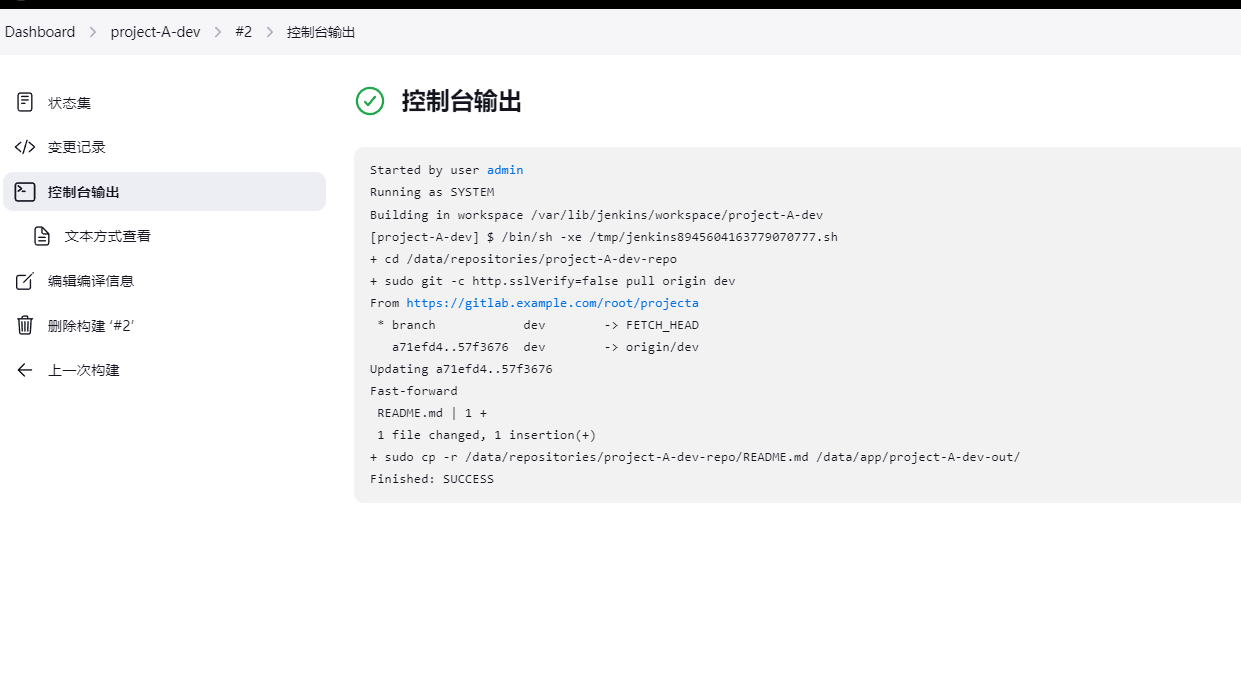 Dashboard > project-A-dev > #2 > 控制台输出
状态集
变更记录
控制台输出
文本方式查看
编辑编译信息
删除构建 ‘#2’
上一次构建
控制台输出
Started by user admin
Running as SYSTEM
Building in workspace /var/lib/jenkins/workspace/project-A-dev
[project-A-dev] $ /bin/sh -xe /tmp/jenkins8945604163779070777.sh
+ cd /data/repositories/project-A-dev-repo
+ sudo git -c http.sslVerify=false pull origin dev
From https://gitlab.example.com/root/projecta
 * branch            dev        -> FETCH_HEAD
   a71efd4..57f3676  dev        -> origin/dev
Updating a71efd4..57f3676
Fast-forward
 README.md | 1 +
 1 file changed, 1 insertion(+)
+ sudo cp -r /data/repositories/project-A-dev-repo/README.md /data/app/project-A-dev-out/
Finished: SUCCESS